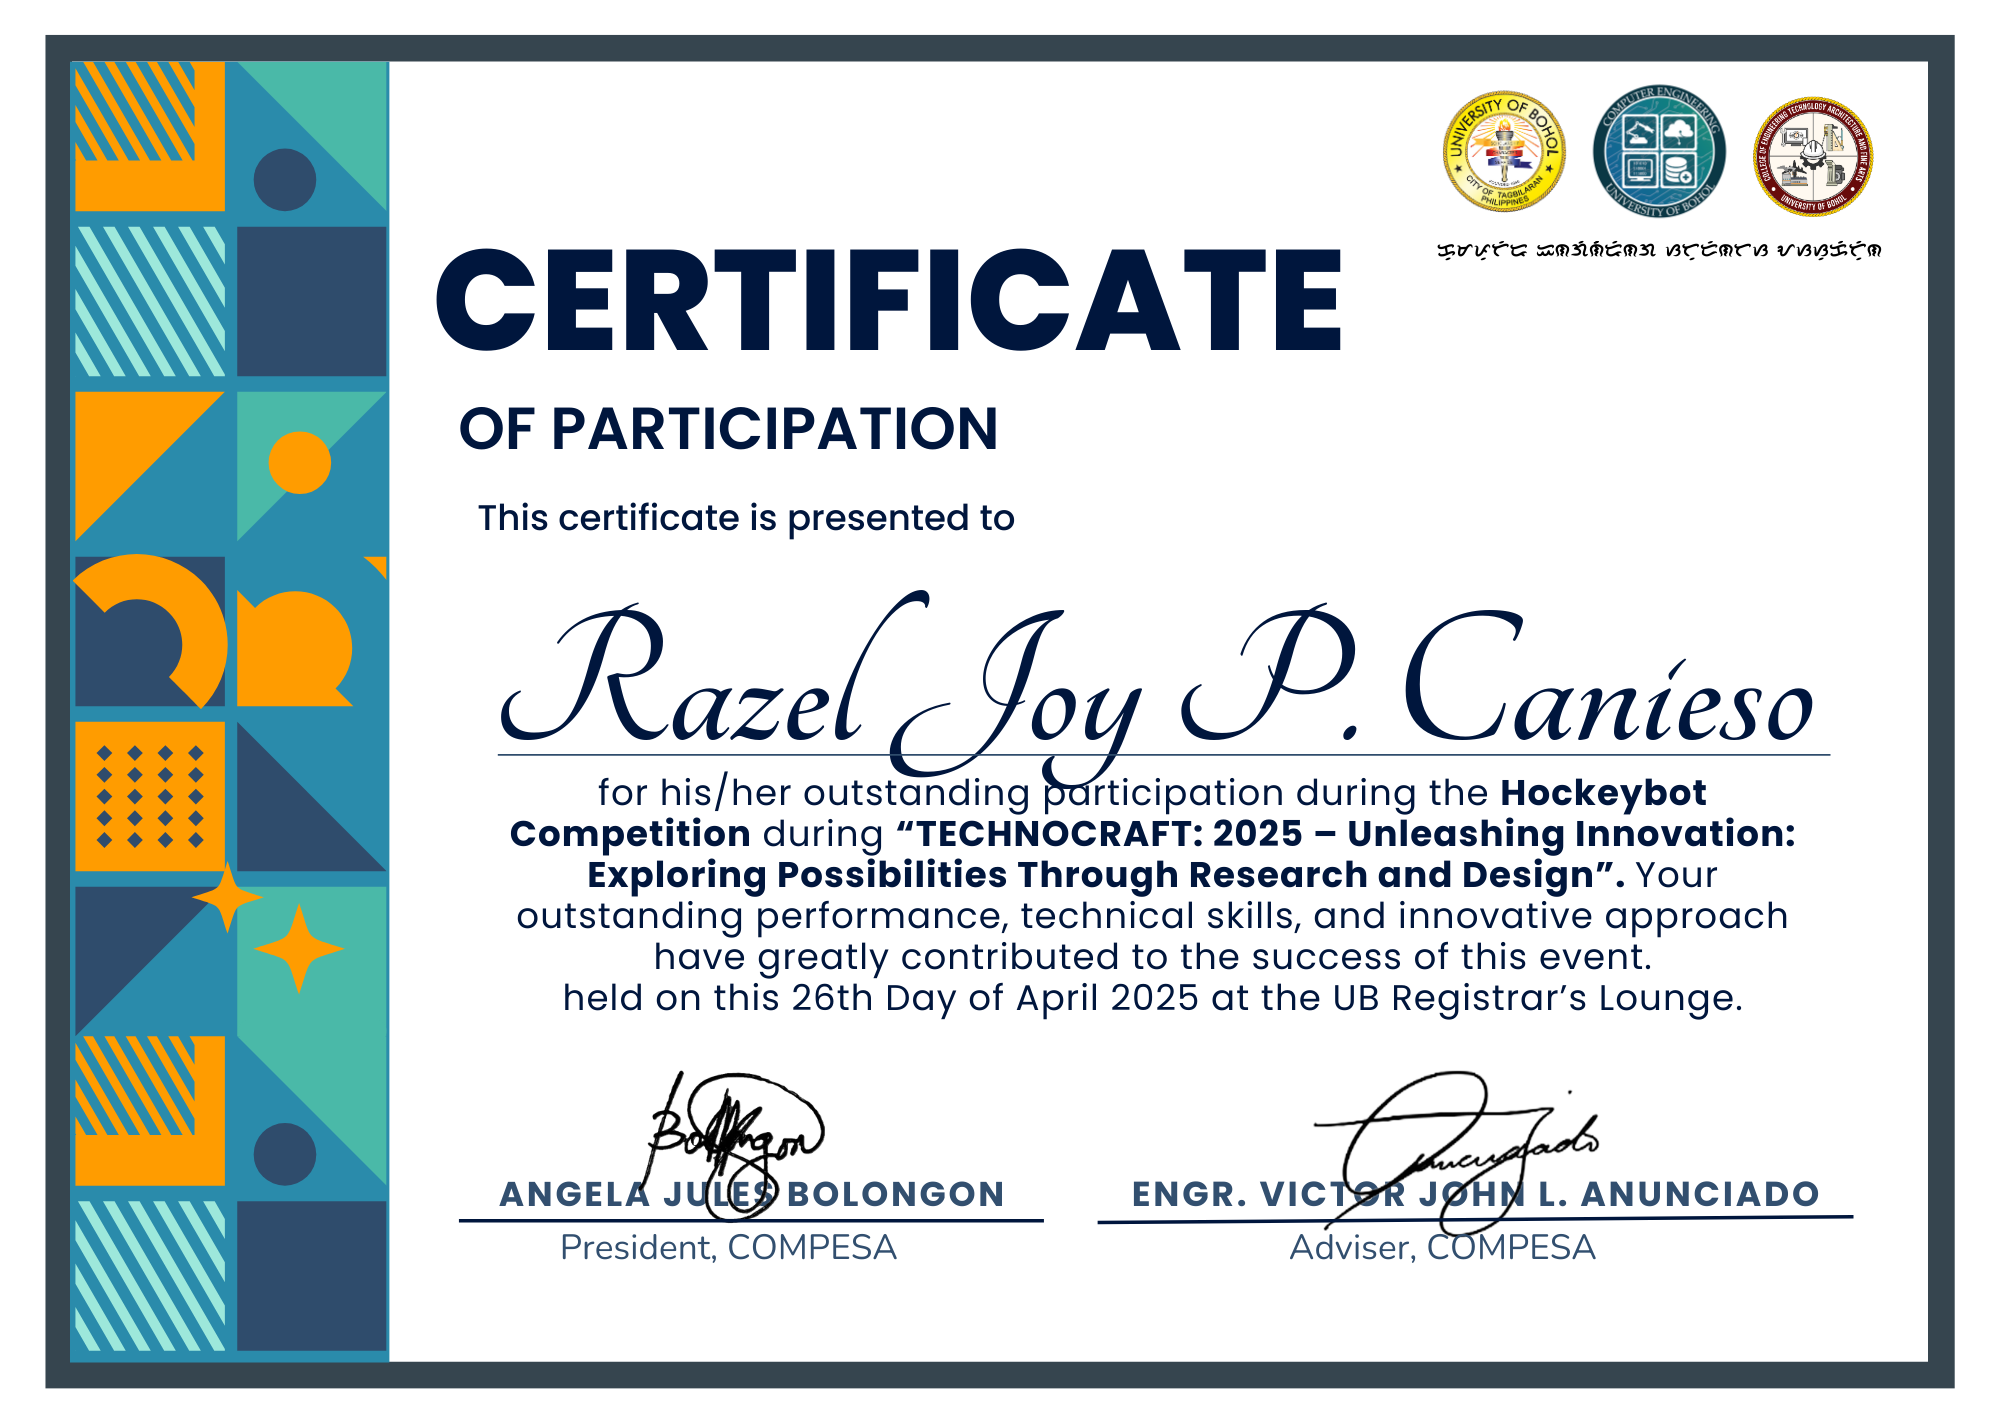 UNIVERSITY OF BOHOL
CITY OF TAGBILARAN
PHILIPPINES
COMPUTER ENGINEERING
UNIVERSITY OF BOHOL
COLLEGE OF ENGINEERING TECHNOLOGY ARCHITECTURE AND FINE ARTS
UNIVERSITY OF BOHOL
CERTIFICATE
OF PARTICIPATION
This certificate is presented to
Razel Joy P. Canieso
for his/her outstanding participation during the Hockeybot
Competition during “TECHNOCRAFT: 2025 – Unleashing Innovation:
Exploring Possibilities Through Research and Design”. Your
outstanding performance, technical skills, and innovative approach
have greatly contributed to the success of this event.
held on this 26th Day of April 2025 at the UB Registrar’s Lounge.
Bolongon
Anunciado
ANGELA JULES BOLONGON
ENGR. VICTOR JOHN L. ANUNCIADO
President, COMPESA
Adviser, COMPESA